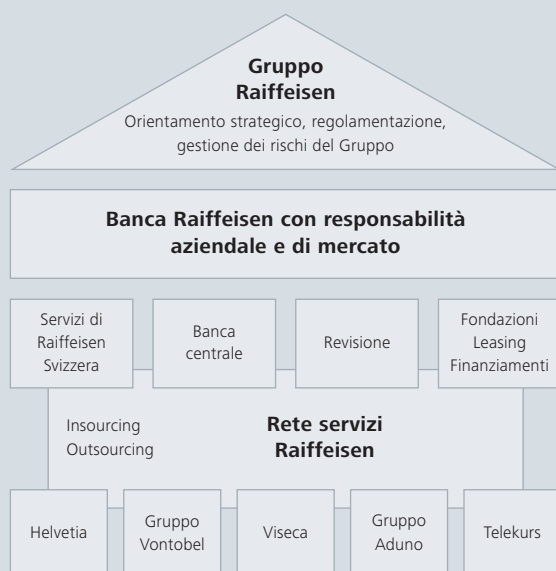 Gruppo
Raiffeisen
Orientamento strategico, regolamentazione,
gestione dei rischi del Gruppo
Banca Raiffeisen con responsabilità
aziendale e di mercato
Servizi di
Raiffeisen
Svizzera
Banca
centrale
Revisione
Fondazioni
Leasing
Finanziamenti
Insourcing
Outsourcing
Rete servizi
Raiffeisen
Helvetia
Gruppo
Vontobel
Viseca
Gruppo
Aduno
Telekurs